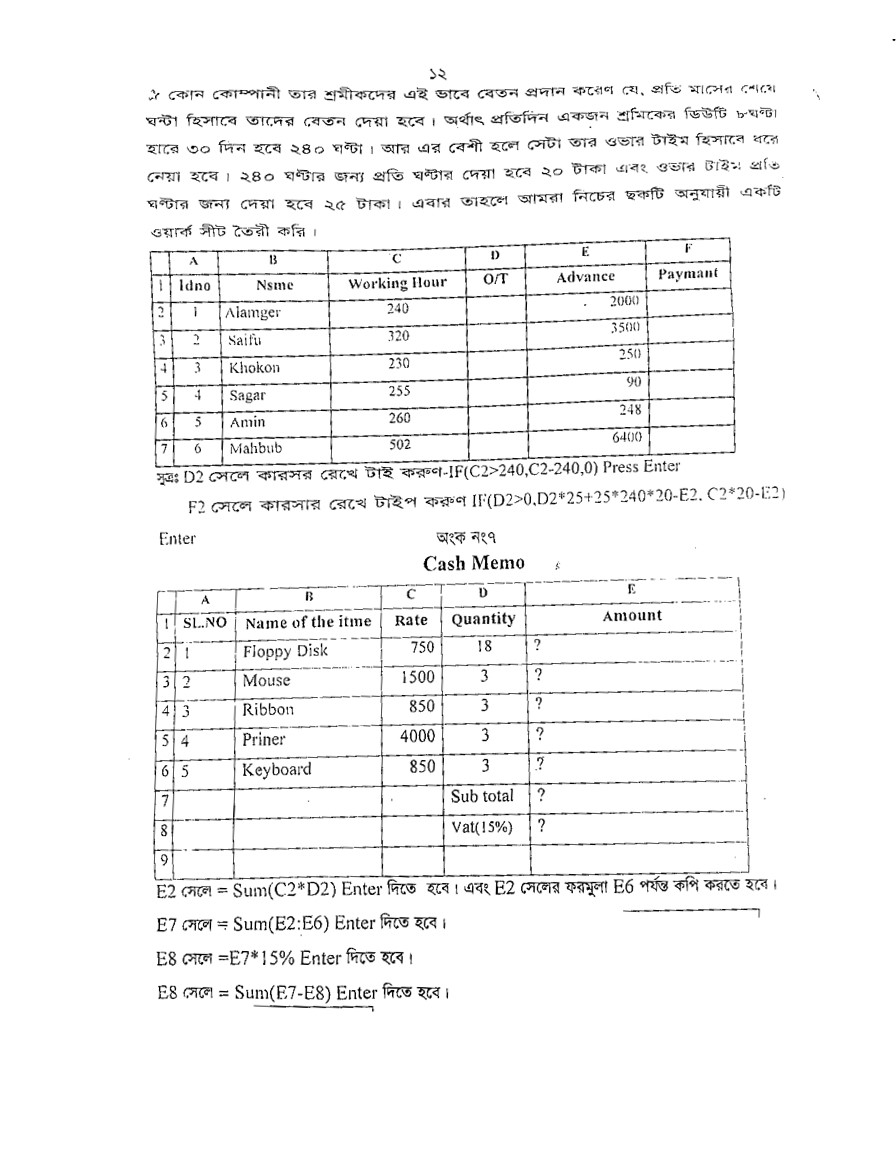 ১২
কোন কোম্পানী তার শ্রমীকদের এই ভাবে বেতন প্রদান করেণ যে, প্রতি মাসের শেষে
ঘন্টা হিসাবে তাদের বেতন দেয়া হবে। অর্থাৎ প্রতিদিন একজন শ্রমিকের ডিউটি ৮ঘন্টা
হারে ৩০ দিন হবে ২৪০ ঘন্টা। আর এর বেশী হলে সেটা তার ওভার টাইম হিসাবে ধরে
নেয়া হবে। ২৪০ ঘন্টার জন্য প্রতি ঘন্টার দেয়া হবে ২০ টাকা এবং ওভার টাইম প্রতি
ঘন্টার জন্য দেয়া হবে ২৫ টাকা। এবার তাহলে আমরা নিচের ছকটি অনুযায়ী একটি
ওয়ার্ক সীট তৈরী করি।
A B C D E F
1 Idno Nsme Working Hour O/T Advance Paymant
2 1 Alamger 240 2000
3 2 Saifu 320 3500
4 3 Khokon 230 250
5 4 Sagar 255 90
6 5 Amin 260 248
7 6 Mahbub 502 6400
সুত্রঃ D2 সেলে কারসর রেখে টাই করুণ-IF(C2>240,C2-240,0) Press Enter
F2 সেলে কারসার রেখে টাইপ করুণ IF(D2>0,D2*25+25*240*20-E2, C2*20-E2)
Enter অংক নং৭
Cash Memo
A B C D E
1 SL.NO Name of the itme Rate Quantity Amount
2 1 Floppy Disk 750 18 ?
3 2 Mouse 1500 3 ?
4 3 Ribbon 850 3 ?
5 4 Priner 4000 3 ?
6 5 Keyboard 850 3 ?
7 Sub total ?
8 Vat(15%) ?
9
E2 সেলে = Sum(C2*D2) Enter দিতে হবে। এবং E2 সেলের ফরমুলা E6 পর্যন্ত কপি করতে হবে।
E7 সেলে = Sum(E2:E6) Enter দিতে হবে।
E8 সেলে =E7*15% Enter দিতে হবে।
E8 সেলে = Sum(E7-E8) Enter দিতে হবে।